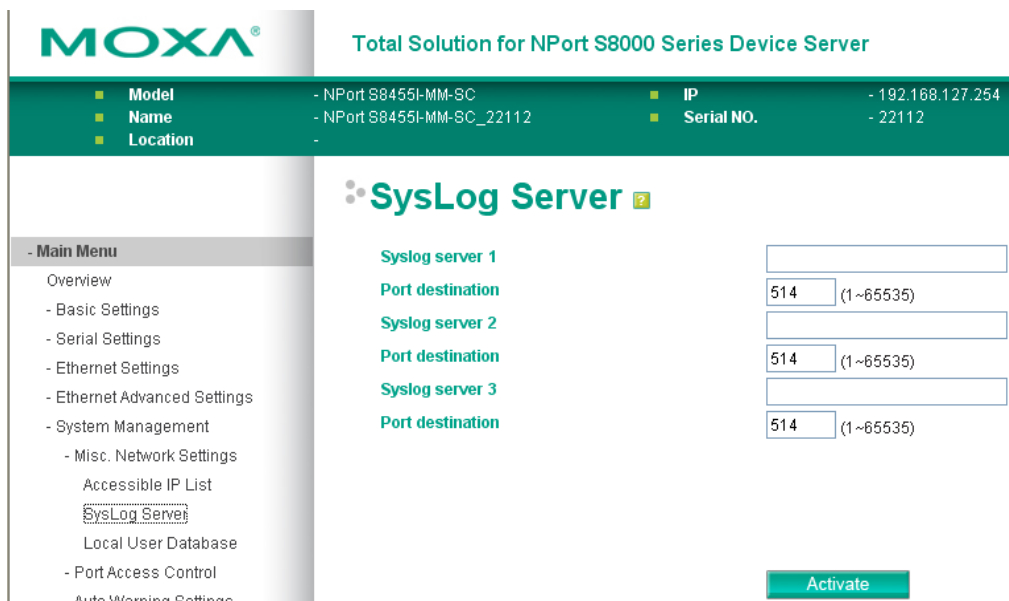 MOXA®
Total Solution for NPort S8000 Series Device Server
Model - NPort S8455I-MM-SC IP - 192.168.127.254
Name - NPort S8455I-MM-SC_22112 Serial NO. - 22112
Location -
SysLog Server ?
- Main Menu
Overview
- Basic Settings
- Serial Settings
- Ethernet Settings
- Ethernet Advanced Settings
- System Management
- Misc. Network Settings
Accessible IP List
SysLog Server
Local User Database
- Port Access Control
- Auto Warning Settings
Syslog server 1
Port destination 514 (1~65535)
Syslog server 2
Port destination 514 (1~65535)
Syslog server 3
Port destination 514 (1~65535)
Activate